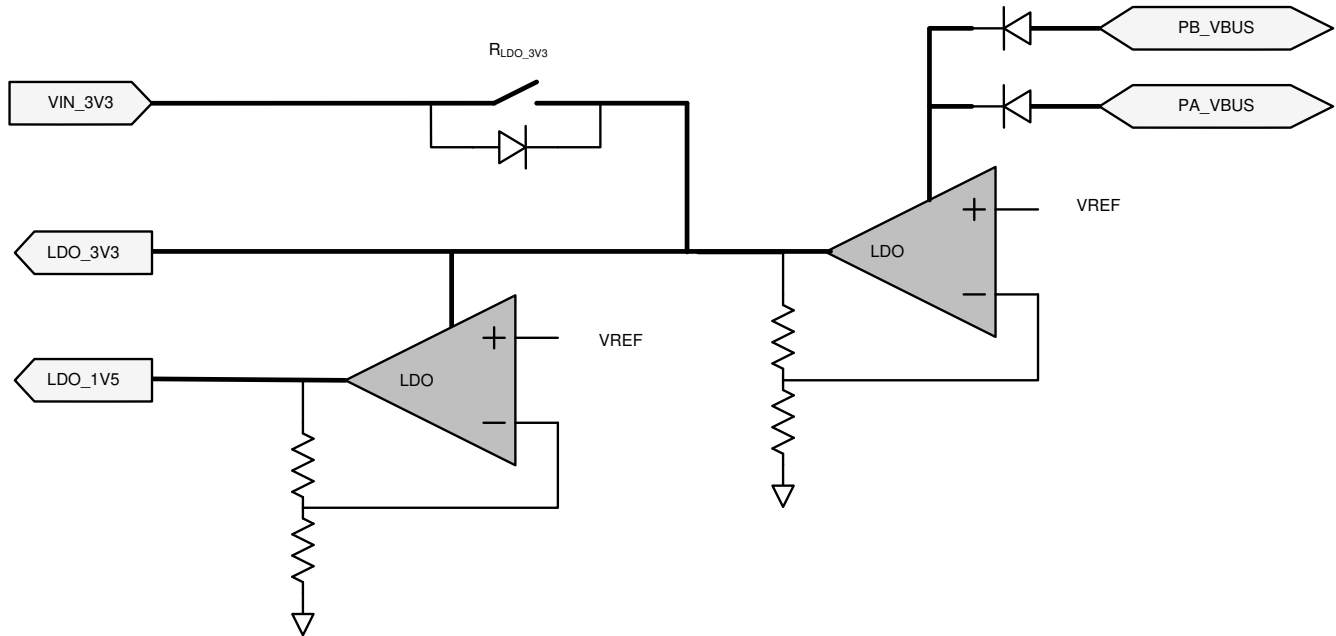 PB_VBUS
RLDO_3V3
VIN_3V3
PA_VBUS
+
VREF
LDO_3V3
LDO
−
+
VREF
LDO_1V5
LDO
−